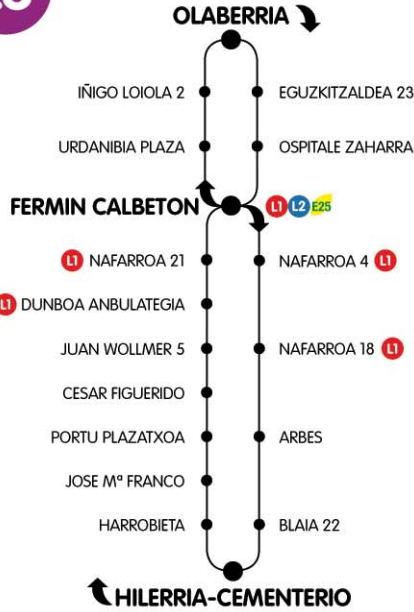 OLABERRIA
IÑIGO LOIOLA 2
EGUZKITZALDEA 23
URDANIBIA PLAZA
OSPITALE ZAHARRA
FERMIN CALBETON
L1 L2 E25
L1 NAFARROA 21
NAFARROA 4 L1
L1 DUNBOA ANBULATEGIA
JUAN WOLLMER 5
NAFARROA 18 L1
CESAR FIGUERIDO
PORTU PLAZATXOA
ARBES
JOSE Mª FRANCO
HARROBIETA
BLAIA 22
HILERRIA-CEMENTERIO